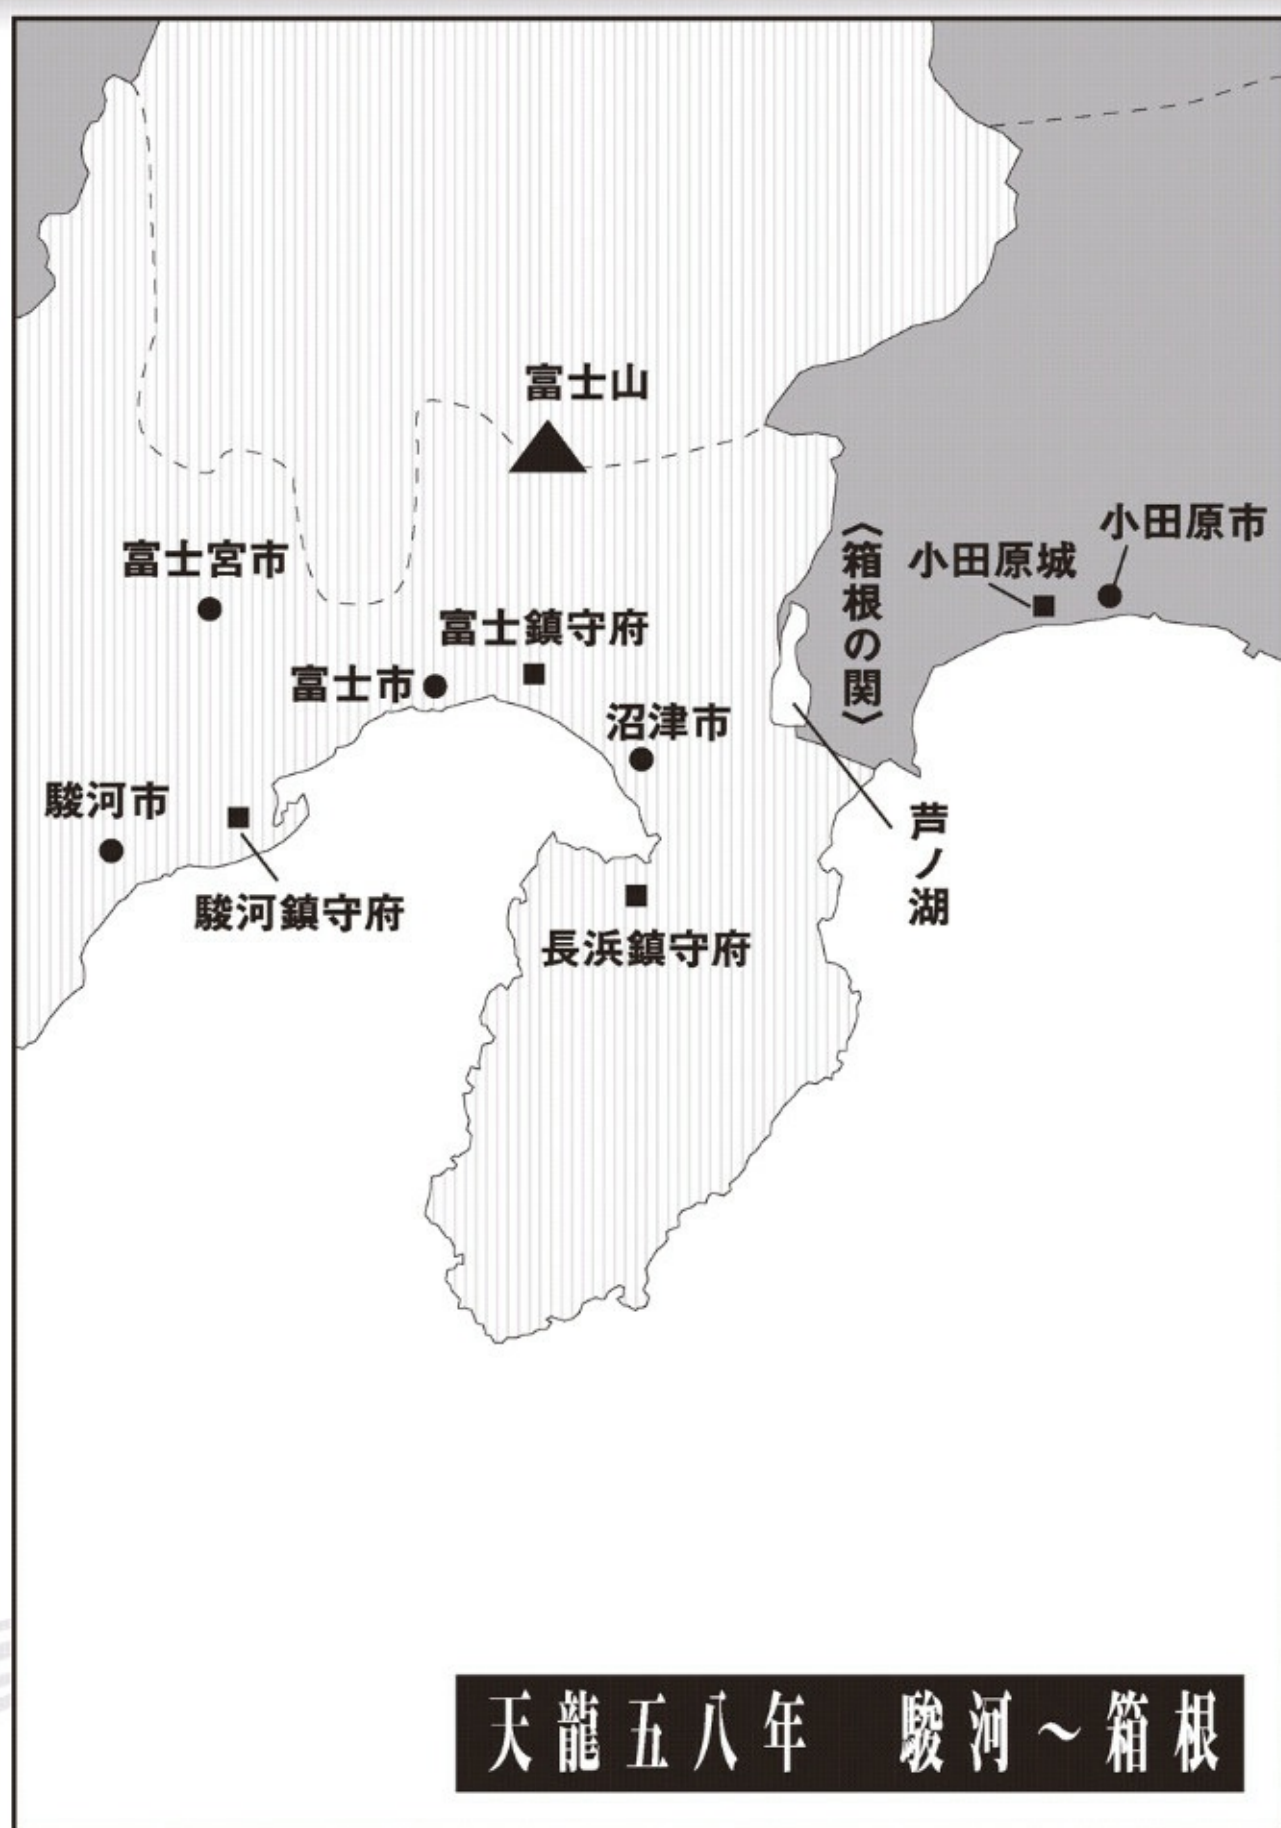 富士山
小田原市
富士宮市
小田原城
〈箱根の関〉
富士鎮守府
富士市
沼津市
駿河市
芦ノ湖
駿河鎮守府
長浜鎮守府
天龍五八年　駿河～箱根